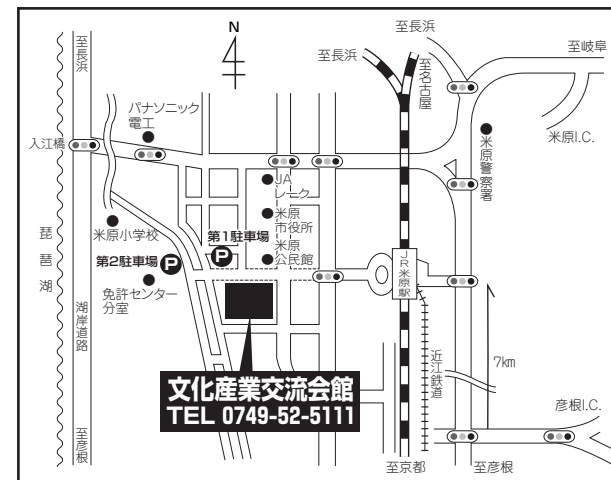 N
至長浜
至長浜
至長浜
至名古屋
至岐阜
パナソニック
電工
入江橋
米原I.C.
米原警察署
JA
レーク
米原
市役所
米原
公民館
第1駐車場
P
米原小学校
第2駐車場
P
免許センター
分室
琵琶湖
湖岸道路
JR米原駅
近江鉄道
7km
文化産業交流会館
TEL 0749-52-5111
彦根I.C.
至彦根
至京都
至彦根